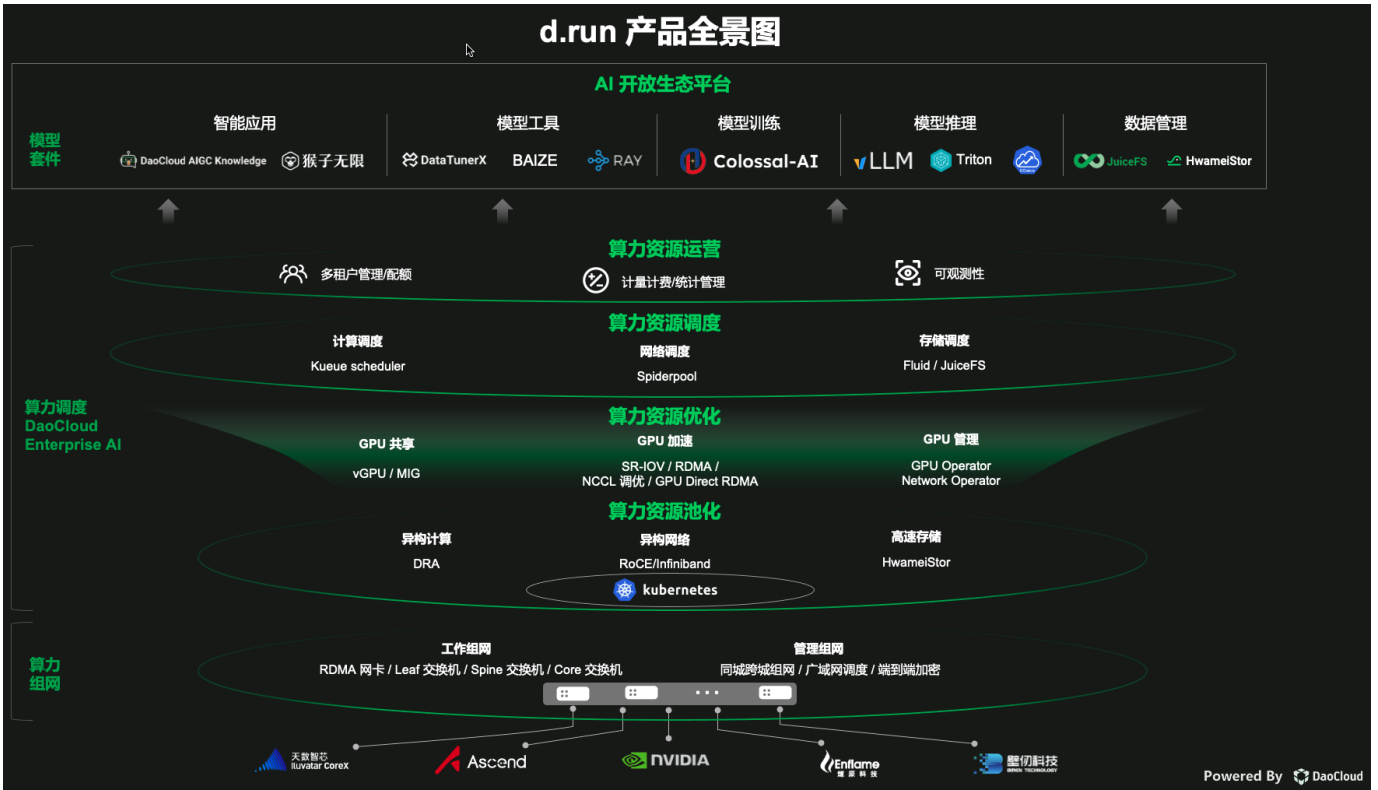 d.run 产品全景图
AI 开放生态平台
模型
套件
智能应用
DaoCloud AIGC Knowledge
猴子无限
模型工具
DataTunerX
BAIZE
RAY
模型训练
Colossal-AI
模型推理
vLLM
Triton
数据管理
JuiceFS
HwameiStor
算力调度
DaoCloud
Enterprise AI
算力资源运营
多租户管理/配额
计量计费/统计管理
可观测性
算力资源调度
计算调度
Kueue scheduler
网络调度
Spiderpool
存储调度
Fluid / JuiceFS
算力资源优化
GPU 共享
vGPU / MIG
GPU 加速
SR-IOV / RDMA /
NCCL 调优 / GPU Direct RDMA
GPU 管理
GPU Operator
Network Operator
算力资源池化
异构计算
DRA
异构网络
RoCE/Infiniband
高速存储
HwameiStor
kubernetes
算力
组网
工作组网
RDMA 网卡 / Leaf 交换机 / Spine 交换机 / Core 交换机
管理组网
同城跨城组网 / 广域网调度 / 端到端加密
天数智芯
Iluvatar CoreX
Ascend
NVIDIA
Enflame
燧原科技
壁仞科技
BIREN TECHNOLOGY
Powered By DaoCloud